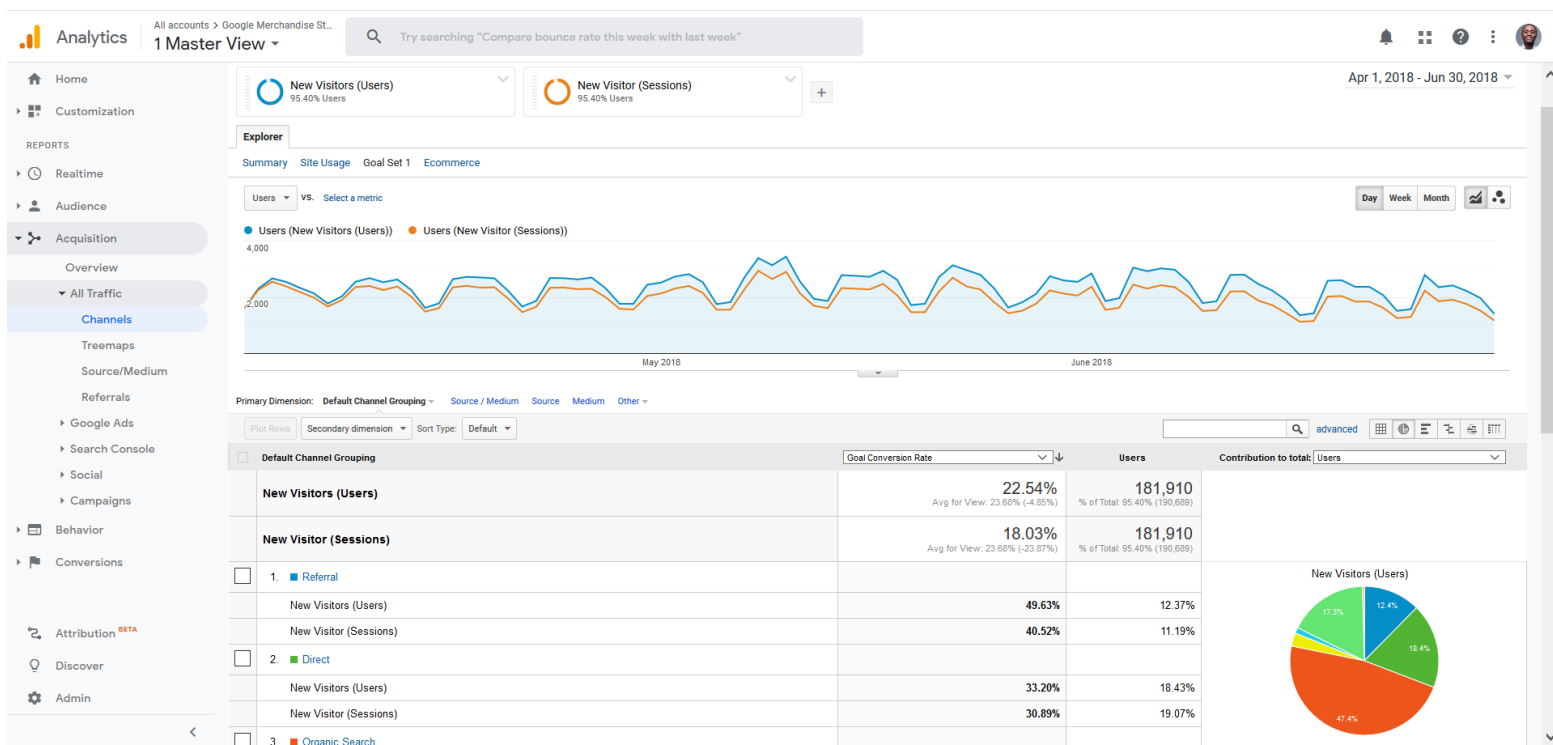 Analytics
All accounts > Google Merchandise St...
1 Master View
Try searching "Compare bounce rate this week with last week"
Home
Customization
REPORTS
Realtime
Audience
Acquisition
Overview
All Traffic
Channels
Treemaps
Source/Medium
Referrals
Google Ads
Search Console
Social
Campaigns
Behavior
Conversions
Attribution BETA
Discover
Admin
New Visitors (Users)
95.40% Users
New Visitor (Sessions)
95.40% Users
+
Apr 1, 2018 - Jun 30, 2018
Explorer
Summary Site Usage Goal Set 1 Ecommerce
Users VS. Select a metric
Day Week Month
Users (New Visitors (Users)) Users (New Visitor (Sessions))
4,000
2,000
May 2018 June 2018
Primary Dimension: Default Channel Grouping Source / Medium Source Medium Other
Plot Rows Secondary dimension Sort Type: Default advanced
Default Channel Grouping Goal Conversion Rate Users Contribution to total: Users
New Visitors (Users) 22.54% 181,910
Avg for View: 23.68% (-4.85%) % of Total: 95.40% (190,689)
New Visitor (Sessions) 18.03% 181,910
Avg for View: 23.68% (-23.87%) % of Total: 95.40% (190,689)
1. Referral
New Visitors (Users) 49.63% 12.37%
New Visitor (Sessions) 40.52% 11.19%
2. Direct
New Visitors (Users) 33.20% 18.43%
New Visitor (Sessions) 30.89% 19.07%
3. Organic Search
New Visitors (Users)
17.3% 12.4%
18.4%
47.4%